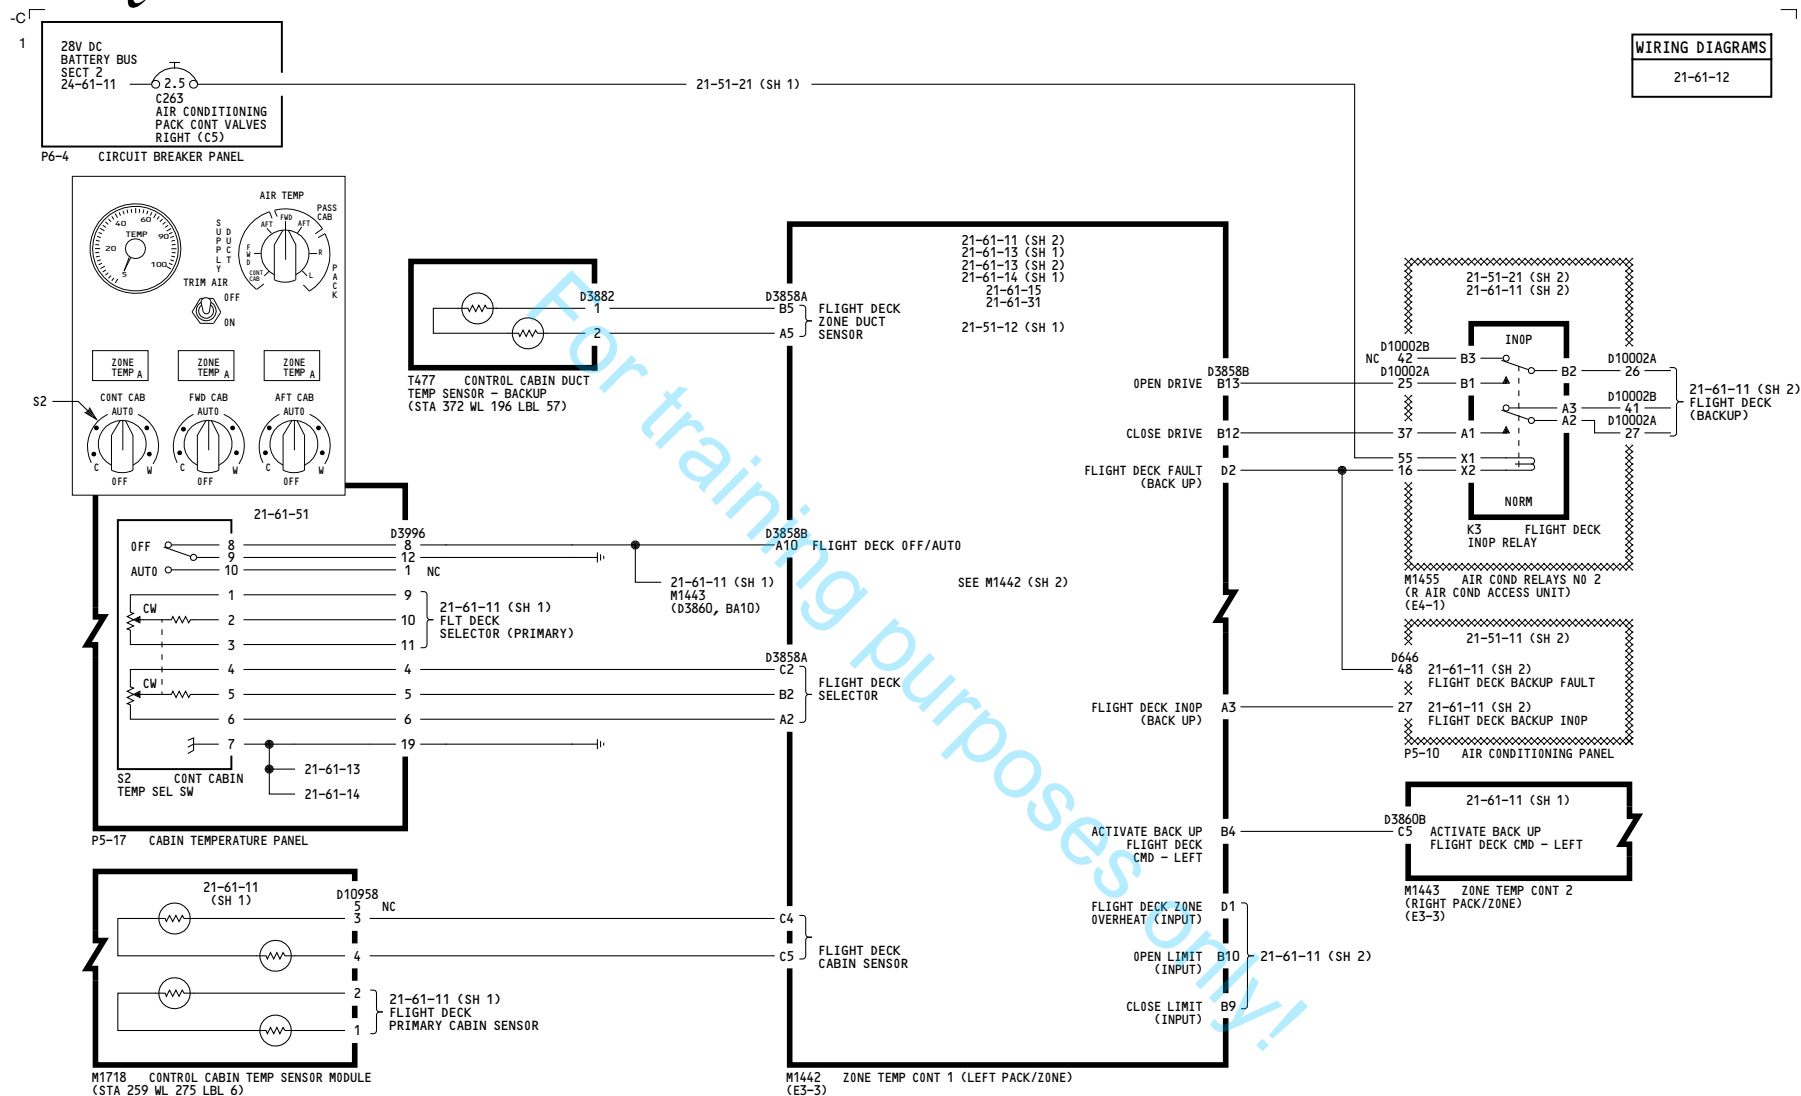 -C
1
28V DC
BATTERY BUS
SECT 2
24-61-11
2.5
C263
AIR CONDITIONING
PACK CONT VALVES
RIGHT (C5)
P6-4 CIRCUIT BREAKER PANEL
21-51-21 (SH 1)
WIRING DIAGRAMS
21-61-12
AIR TEMP
PASS
CAB
FWD
AFT
AFT
FWD
CONT
CAB
R
L
PACK
SUPPLY
DUCT
TEMP
5
20
40
60
80
100
TRIM AIR
OFF
ON
ZONE
TEMP A
ZONE
TEMP A
ZONE
TEMP A
S2
CONT CAB
FWD CAB
AFT CAB
AUTO
AUTO
AUTO
C W
C W
C W
OFF
OFF
OFF
21-61-51
D3996
OFF
8 8
9 12
AUTO
10 1 NC
1 9
CW
2 10
3 11
21-61-11 (SH 1)
FLT DECK
SELECTOR (PRIMARY)
4 4
CW
5 5
6 6
7 19
21-61-13
21-61-14
S2 CONT CABIN
TEMP SEL SW
P5-17 CABIN TEMPERATURE PANEL
21-61-11
(SH 1)
D10958
5 NC
3
4
2
1
21-61-11 (SH 1)
FLIGHT DECK
PRIMARY CABIN SENSOR
M1718 CONTROL CABIN TEMP SENSOR MODULE
(STA 259 WL 275 LBL 6)
D3882
1
2
T477 CONTROL CABIN DUCT
TEMP SENSOR - BACKUP
(STA 372 WL 196 LBL 57)
21-61-11 (SH 1)
M1443
(D3860, BA10)
D3858A
B5
A5
FLIGHT DECK
ZONE DUCT
SENSOR
21-61-11 (SH 2)
21-61-13 (SH 1)
21-61-13 (SH 2)
21-61-14 (SH 1)
21-61-15
21-61-31
21-51-12 (SH 1)
D3858B
A10 FLIGHT DECK OFF/AUTO
SEE M1442 (SH 2)
D3858A
C2
B2
A2
FLIGHT DECK
SELECTOR
C4
C5
FLIGHT DECK
CABIN SENSOR
M1442 ZONE TEMP CONT 1 (LEFT PACK/ZONE)
(E3-3)
D3858B
OPEN DRIVE B13
CLOSE DRIVE B12
FLIGHT DECK FAULT D2
(BACK UP)
FLIGHT DECK INOP A3
(BACK UP)
ACTIVATE BACK UP B4
FLIGHT DECK
CMD - LEFT
FLIGHT DECK ZONE D1
OVERHEAT (INPUT)
OPEN LIMIT B10
(INPUT)
CLOSE LIMIT B9
(INPUT)
21-61-11 (SH 2)
21-51-21 (SH 2)
21-61-11 (SH 2)
D10002B
NC 42 B3
D10002A
25 B1
37 A1
55 X1
16 X2
INOP
NORM
D10002A
B2 26
D10002B
A3 41
D10002A
A2 27
21-61-11 (SH 2)
FLIGHT DECK
(BACKUP)
K3 FLIGHT DECK
INOP RELAY
M1455 AIR COND RELAYS NO 2
(R AIR COND ACCESS UNIT)
(E4-1)
21-51-11 (SH 2)
D646
48 21-61-11 (SH 2)
FLIGHT DECK BACKUP FAULT
27 21-61-11 (SH 2)
FLIGHT DECK BACKUP INOP
P5-10 AIR CONDITIONING PANEL
21-61-11 (SH 1)
D3860B
C5 ACTIVATE BACK UP
FLIGHT DECK CMD - LEFT
M1443 ZONE TEMP CONT 2
(RIGHT PACK/ZONE)
(E3-3)
For training purposes only!